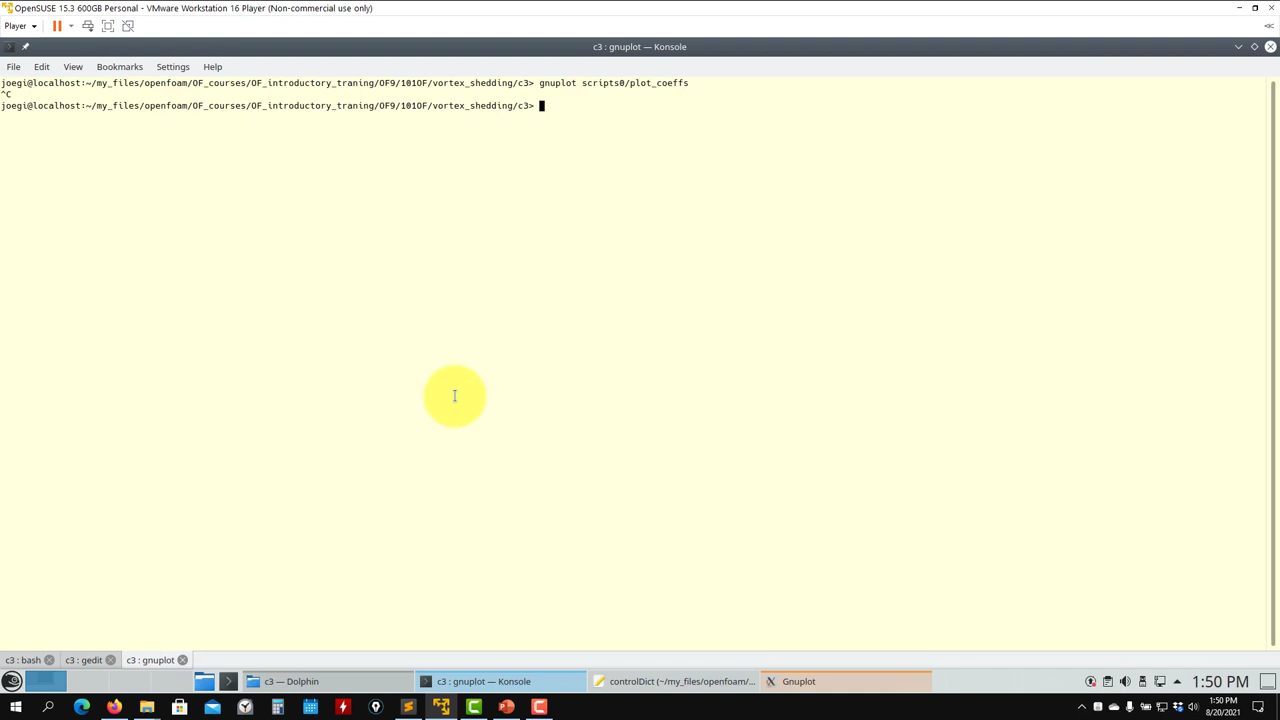 OpenSUSE 15.3 600GB Personal - VMware Workstation 16 Player (Non-commercial use only)
Player
c3 : gnuplot — Konsole
File Edit View Bookmarks Settings Help
joegi@localhost:~/my_files/openfoam/OF_courses/OF_introductory_traning/OF9/101OF/vortex_shedding/c3> gnuplot scripts0/plot_coeffs
^C
joegi@localhost:~/my_files/openfoam/OF_courses/OF_introductory_traning/OF9/101OF/vortex_shedding/c3>
c3 : bash c3 : gedit c3 : gnuplot
c3 — Dolphin c3 : gnuplot — Konsole controlDict (~/my_files/openfoam/... Gnuplot 1:50 PM
1:50 PM
8/20/2021